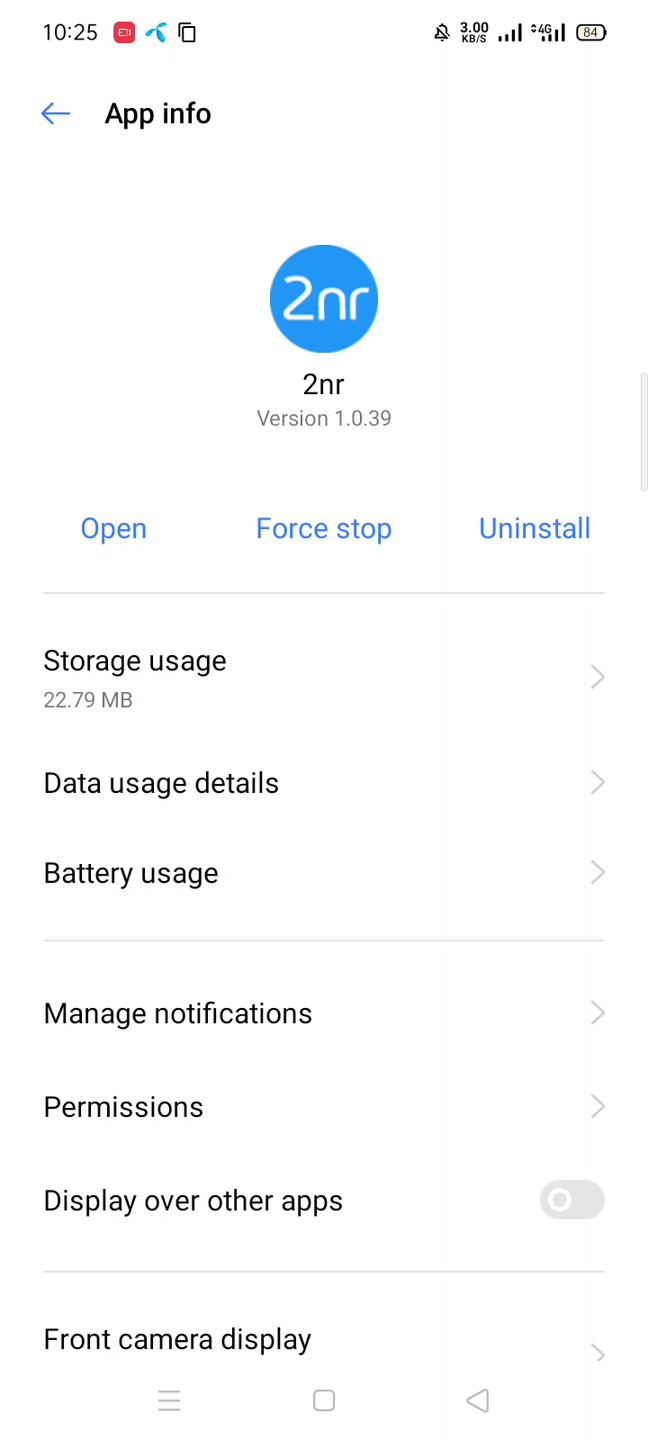 10:25 3.00 KB/S 4G 84
App info
2nr
2nr
Version 1.0.39
Open Force stop Uninstall
Storage usage
22.79 MB
Data usage details
Battery usage
Manage notifications
Permissions
Display over other apps
Front camera display